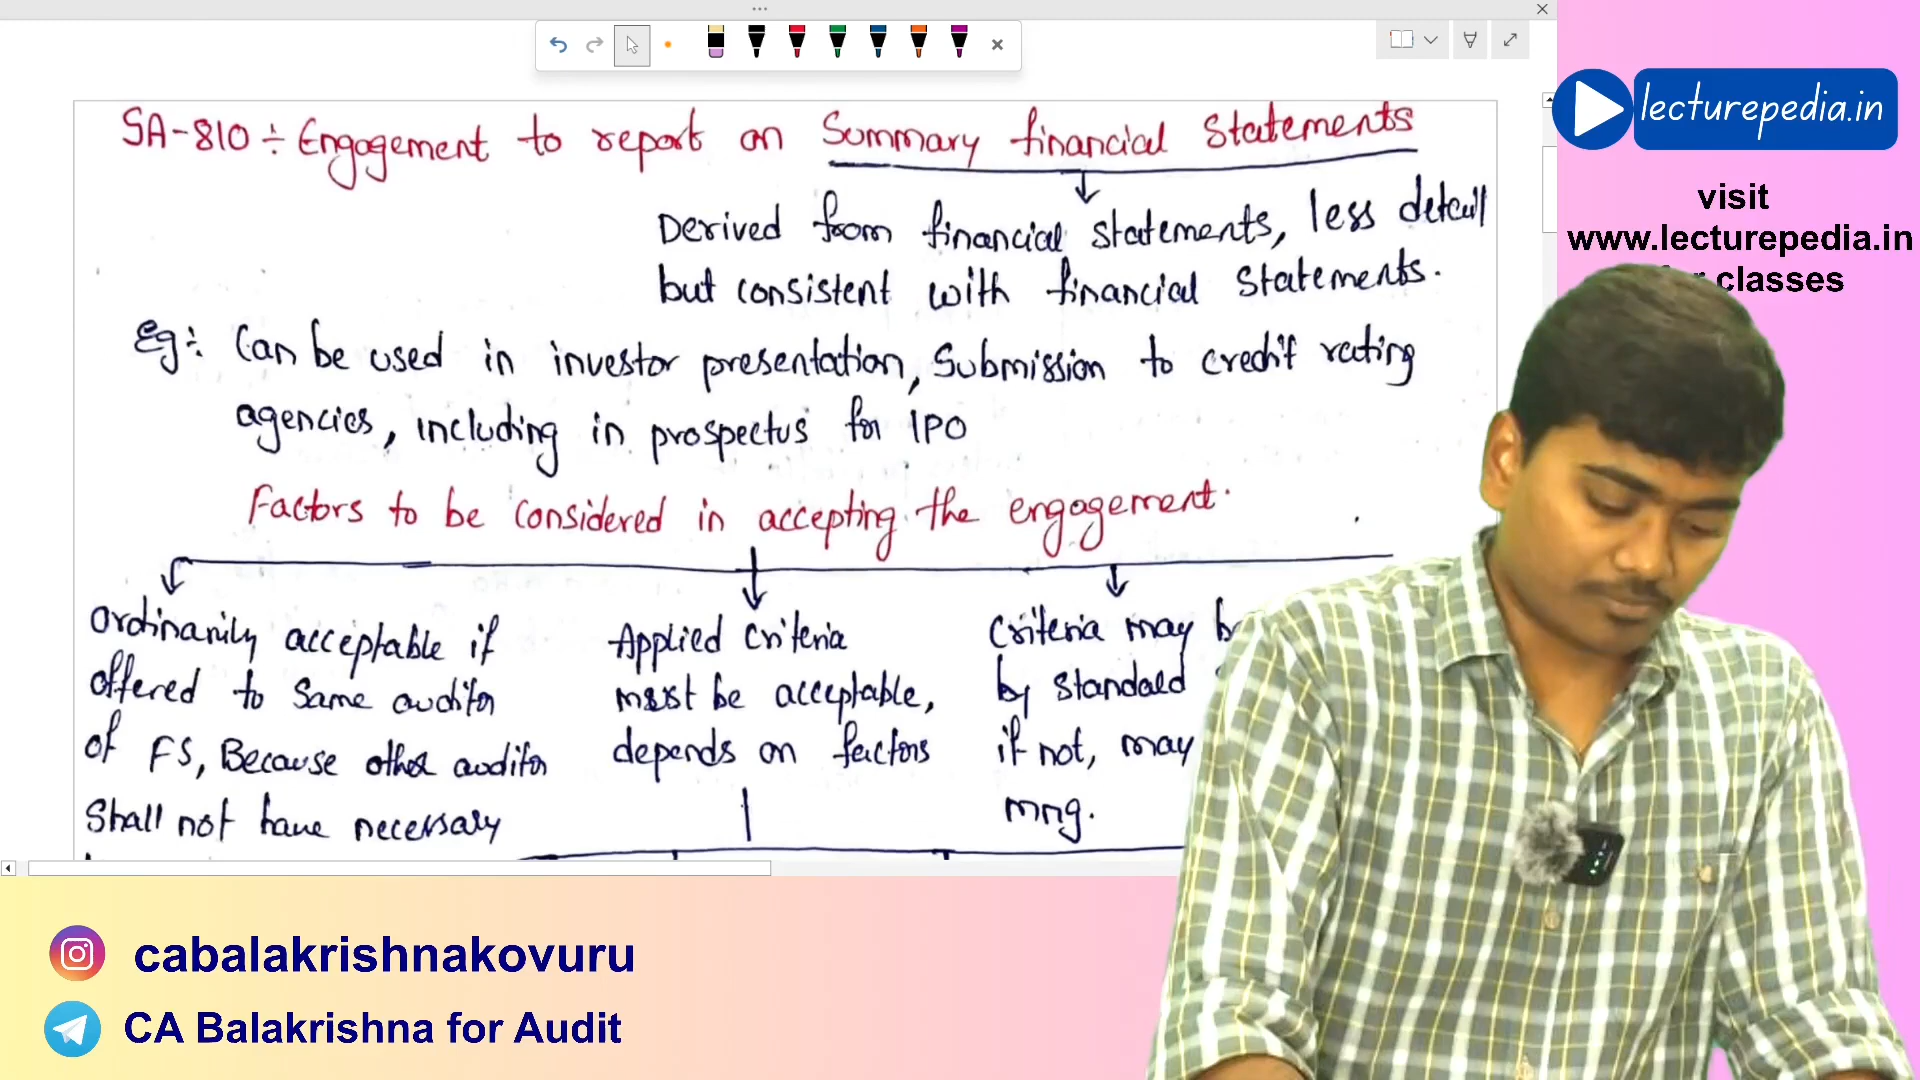 SA-810 ÷ Engagement to report on Summary financial Statements
Derived from financial statements, less detail
but consistent with financial Statements.
Eg÷ Can be used in investor presentation, Submission to credit rating
agencies, including in prospectus for IPO
Factors to be considered in accepting the engagement.
Ordinarily acceptable if
offered to Same auditor
of FS, Because other auditor
Shall not have necessary
Applied Criteria
must be acceptable,
depends on factors
Criteria may
by Standard
if not, may
mng.
lecturepedia.in
visit
www.lecturepedia.in
classes
cabalakrishnakovuru
CA Balakrishna for Audit